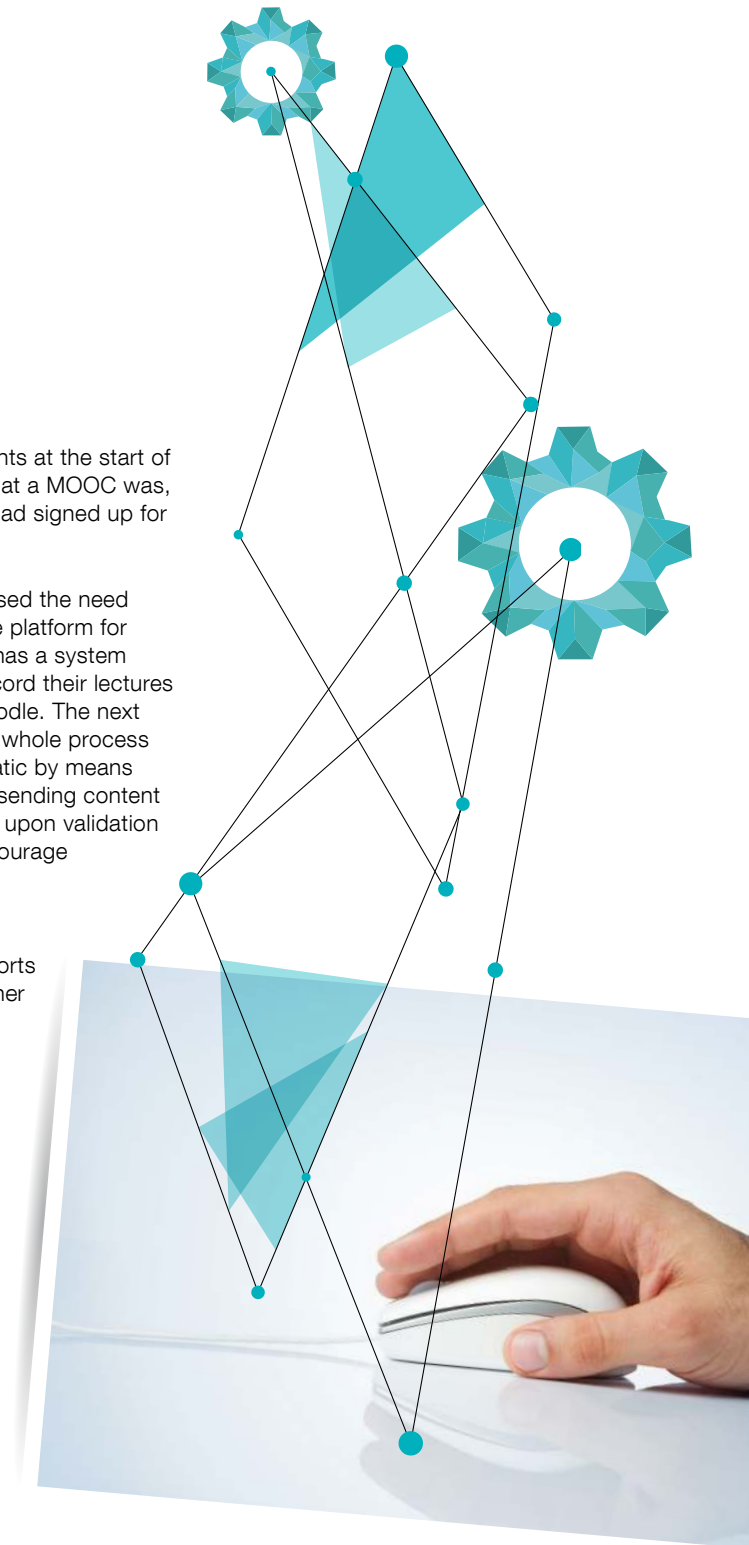 nts at the start of
at a MOOC was,
ad signed up for
sed the need
e platform for
has a system
cord their lectures
odle. The next
whole process
atic by means
sending content
upon validation
ourage
orts
ner